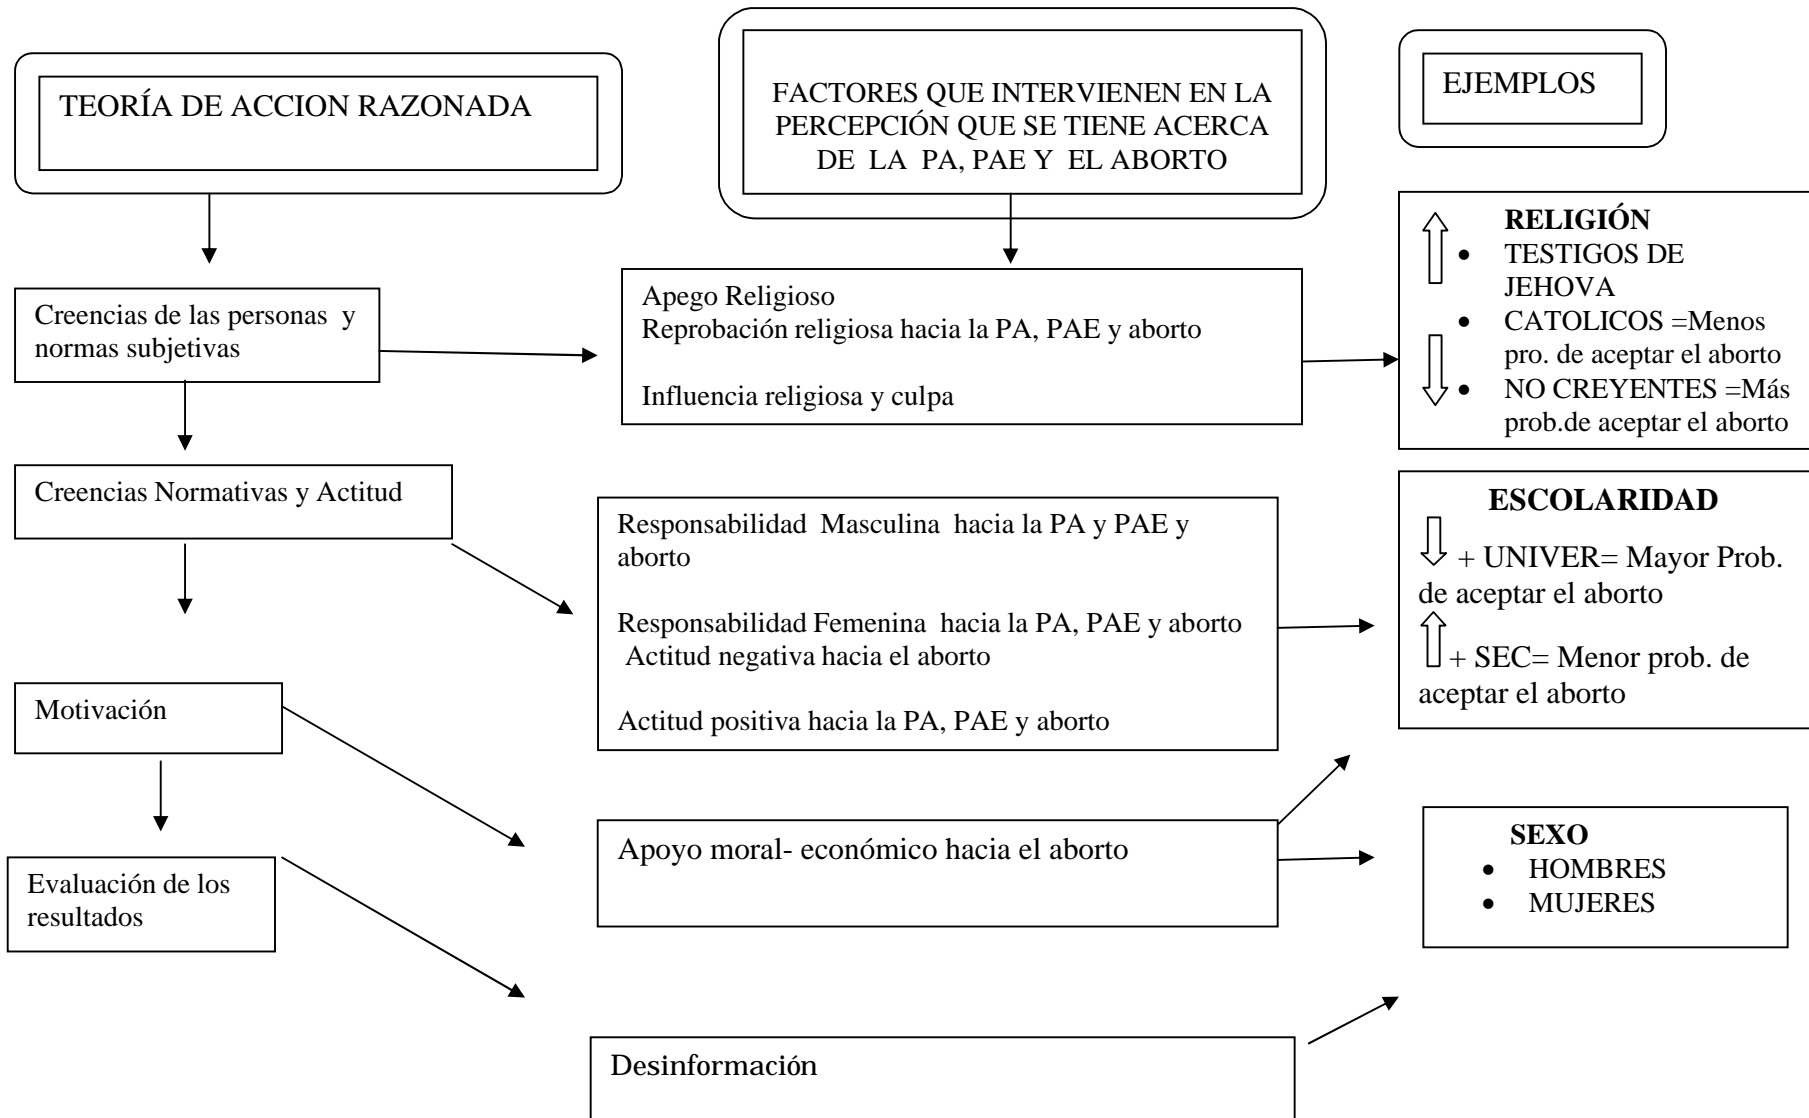 TEORÍA DE ACCION RAZONADA
FACTORES QUE INTERVIENEN EN LA
PERCEPCIÓN QUE SE TIENE ACERCA
DE LA PA, PAE Y EL ABORTO
EJEMPLOS
Creencias de las personas y
normas subjetivas
Apego Religioso
Reprobación religiosa hacia la PA, PAE y aborto
Influencia religiosa y culpa
RELIGIÓN
• TESTIGOS DE
JEHOVA
• CATOLICOS =Menos
pro. de aceptar el aborto
• NO CREYENTES =Más
prob.de aceptar el aborto
Creencias Normativas y Actitud
Responsabilidad Masculina hacia la PA y PAE y
aborto
Responsabilidad Femenina hacia la PA, PAE y aborto
Actitud negativa hacia el aborto
Actitud positiva hacia la PA, PAE y aborto
ESCOLARIDAD
+ UNIVER= Mayor Prob.
de aceptar el aborto
+ SEC= Menor prob. de
aceptar el aborto
Motivación
Apoyo moral- económico hacia el aborto
SEXO
• HOMBRES
• MUJERES
Evaluación de los
resultados
Desinformación